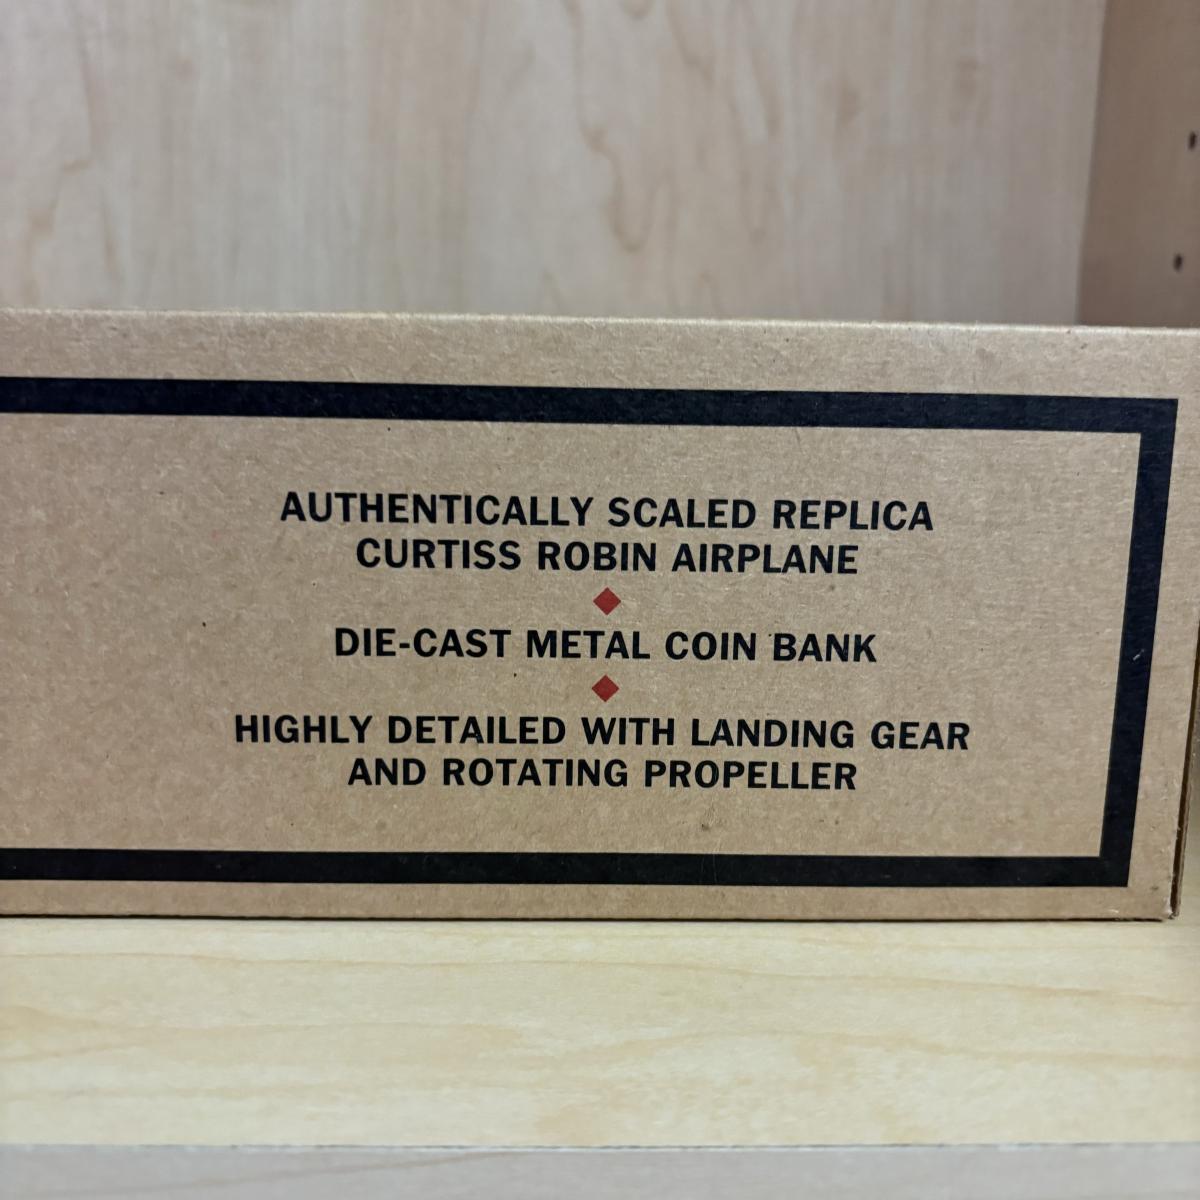 AUTHENTICALLY SCALED REPLICA
CURTISS ROBIN AIRPLANE
DIE-CAST METAL COIN BANK
HIGHLY DETAILED WITH LANDING GEAR
AND ROTATING PROPELLER